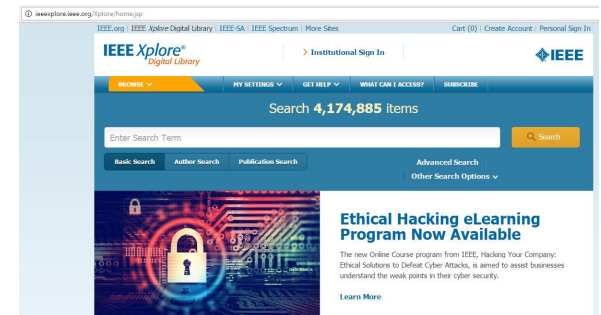 ieeexplore.ieee.org/Xplore/home.jsp
IEEE.org | IEEE Xplore Digital Library | IEEE-SA | IEEE Spectrum | More Sites
Cart (0) | Create Account | Personal Sign In
IEEE Xplore®
Digital Library
> Institutional Sign In
IEEE
BROWSE
MY SETTINGS
GET HELP
WHAT CAN I ACCESS?
SUBSCRIBE
Search 4,174,885 items
Enter Search Term
Search
Basic Search
Author Search
Publication Search
Advanced Search
Other Search Options
Ethical Hacking eLearning
Program Now Available
The new Online Course program from IEEE, Hacking Your Company:
Ethical Solutions to Defeat Cyber Attacks, is aimed to assist businesses
understand the weak points in their cyber security.
Learn More